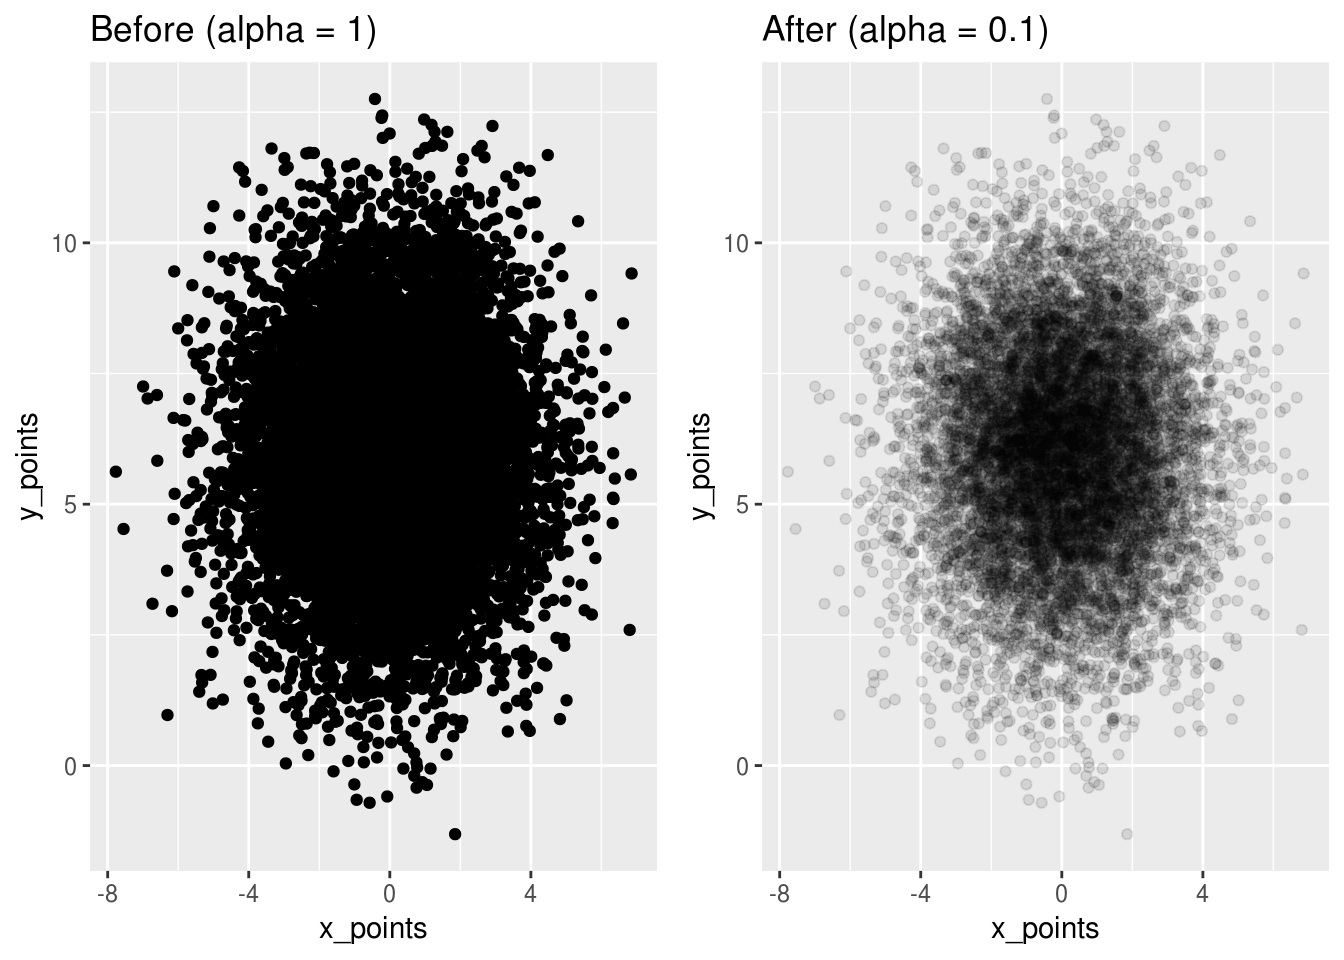 Before (alpha = 1)
y_points
10
5
0
-8 -4 0 4
x_points
After (alpha = 0.1)
y_points
10
5
0
-8 -4 0 4
x_points